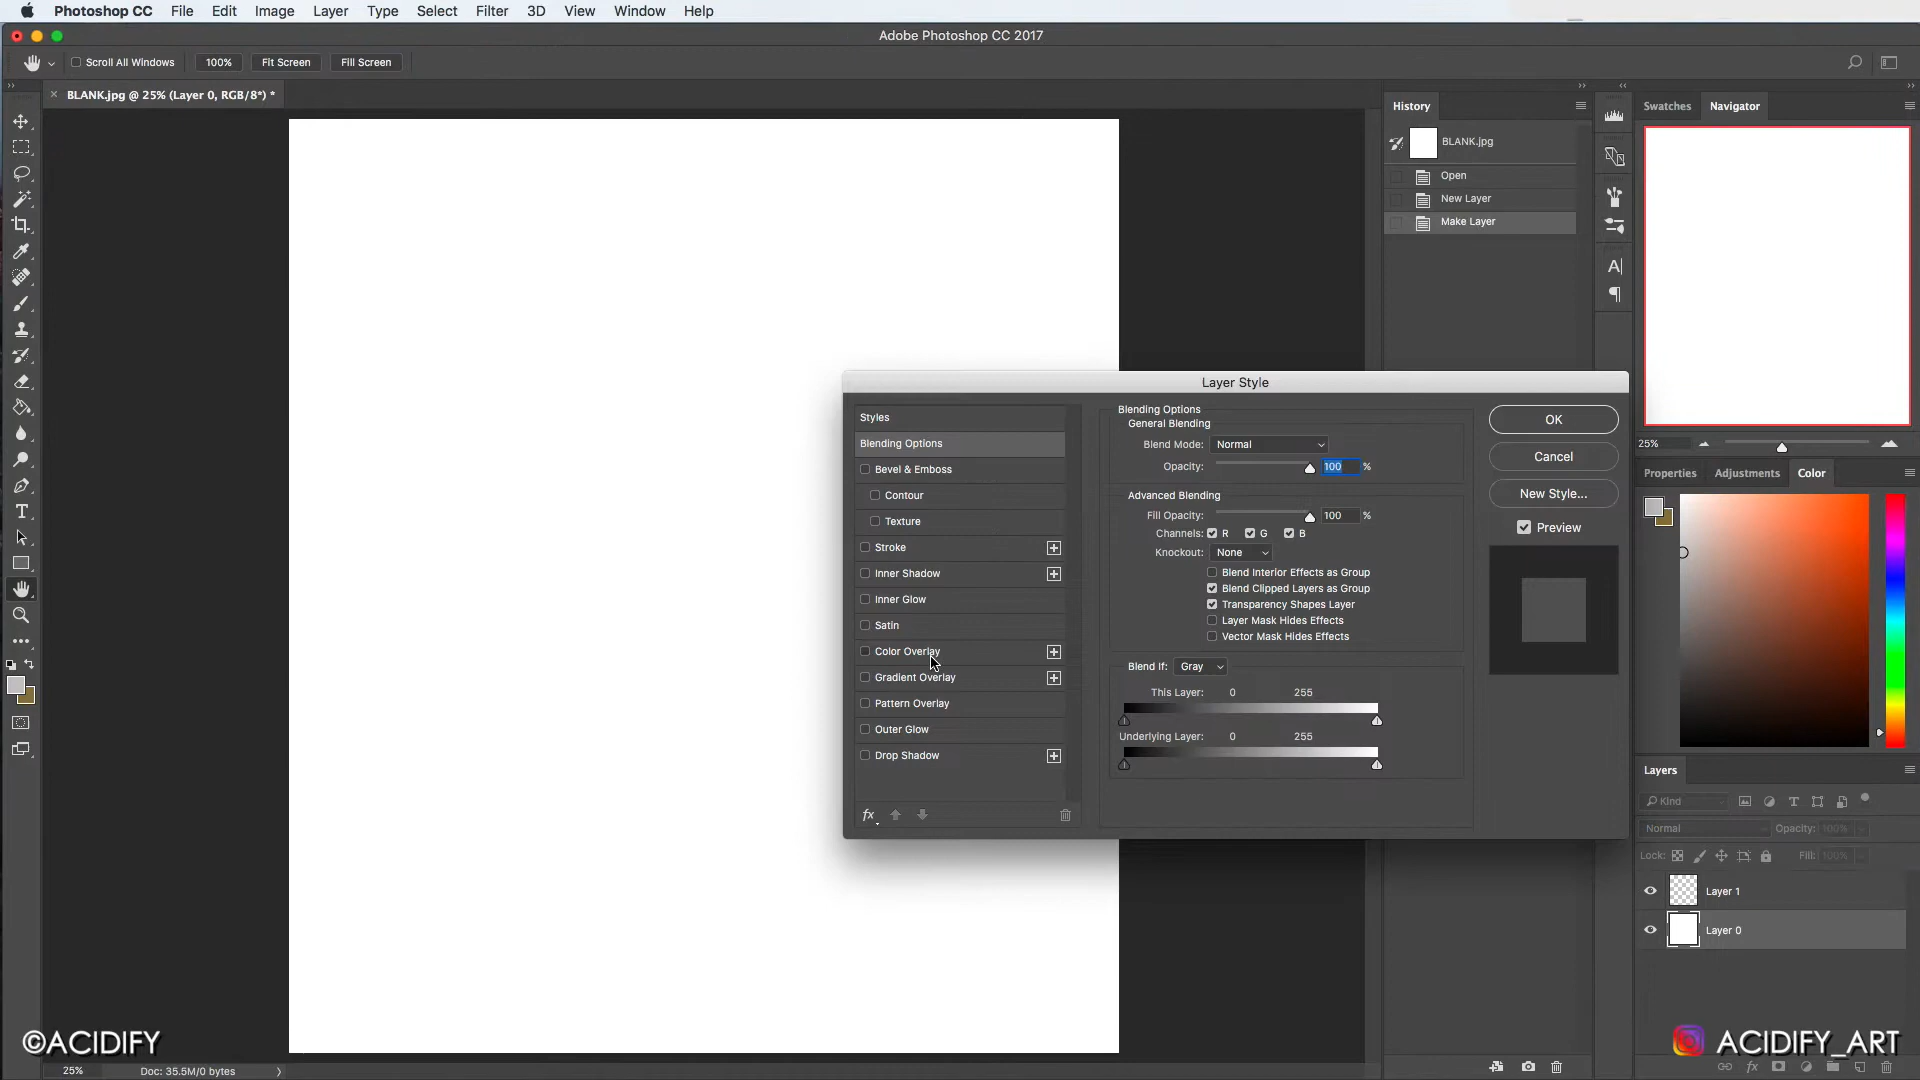 Photoshop CC File Edit Image Layer Type Select Filter 3D View Window Help
Adobe Photoshop CC 2017
Scroll All Windows 100% Fit Screen Fill Screen
BLANK.jpg @ 25% (Layer 0, RGB/8*) *
History
BLANK.jpg
Open
New Layer
Make Layer
Swatches Navigator
25%
Properties Adjustments Color
Layer Style
Styles
Blending Options
Bevel & Emboss
Contour
Texture
Stroke
Inner Shadow
Inner Glow
Satin
Color Overlay
Gradient Overlay
Pattern Overlay
Outer Glow
Drop Shadow
fx
Blending Options
General Blending
Blend Mode: Normal
Opacity: 100 %
Advanced Blending
Fill Opacity: 100 %
Channels: R G B
Knockout: None
Blend Interior Effects as Group
Blend Clipped Layers as Group
Transparency Shapes Layer
Layer Mask Hides Effects
Vector Mask Hides Effects
Blend If: Gray
This Layer: 0 255
Underlying Layer: 0 255
OK
Cancel
New Style...
Preview
Layers
Kind
Normal Opacity: 100%
Lock: Fill: 100%
Layer 1
Layer 0
©ACIDIFY
ACIDIFY_ART
25% Doc: 35.5M/0 bytes
fx